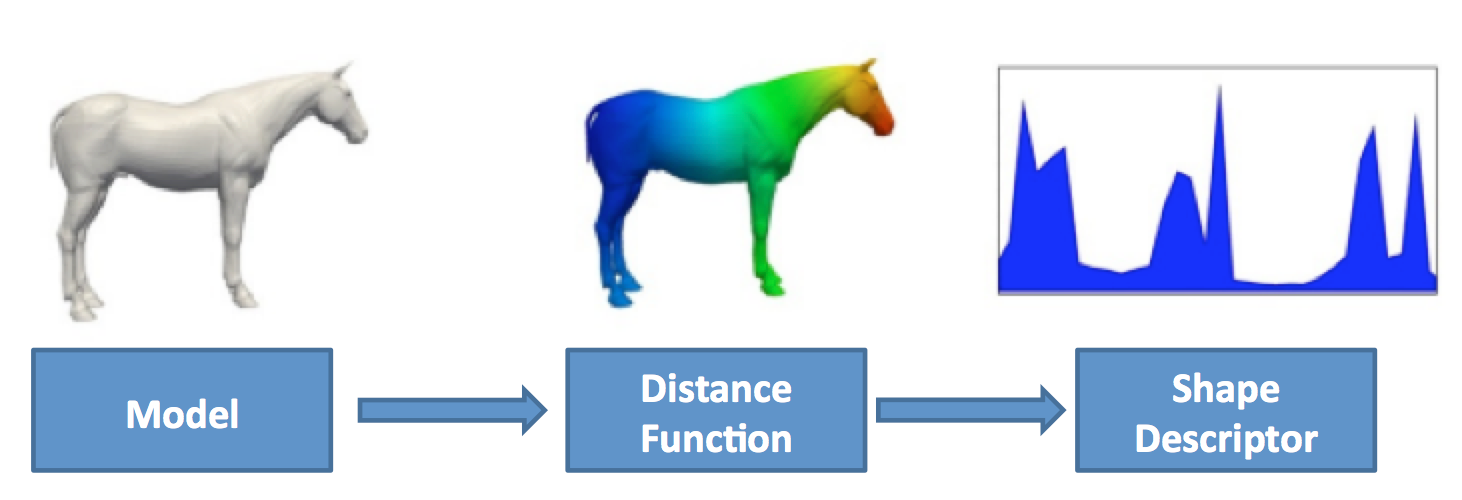 Model
Distance
Function
Shape
Descriptor